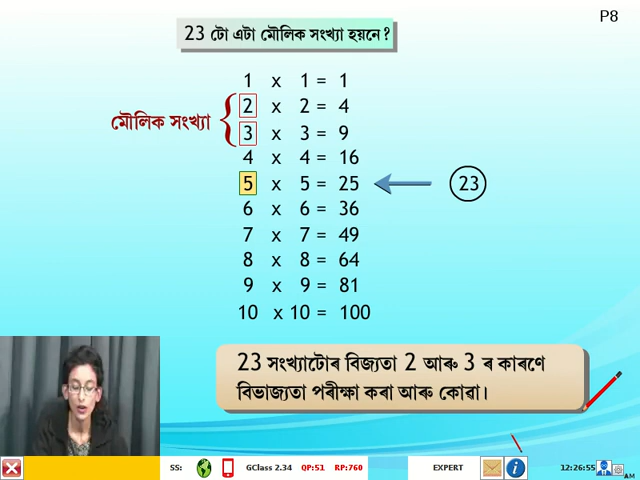 P8
23 টো এটা মৌলিক সংখ্যা হয়নে?
1 x 1 = 1
2 x 2 = 4
মৌলিক সংখ্যা
3 x 3 = 9
4 x 4 = 16
5 x 5 = 25
23
6 x 6 = 36
7 x 7 = 49
8 x 8 = 64
9 x 9 = 81
10 x 10 = 100
23 সংখ্যাটোৰ বিজ্যতা 2 আৰু 3 ৰ কাৰণে
বিভাজ্যতা পৰীক্ষা কৰা আৰু কোৱা।
SS: GClass 2.34 QP:51 RP:760 EXPERT 12:26:55 AM